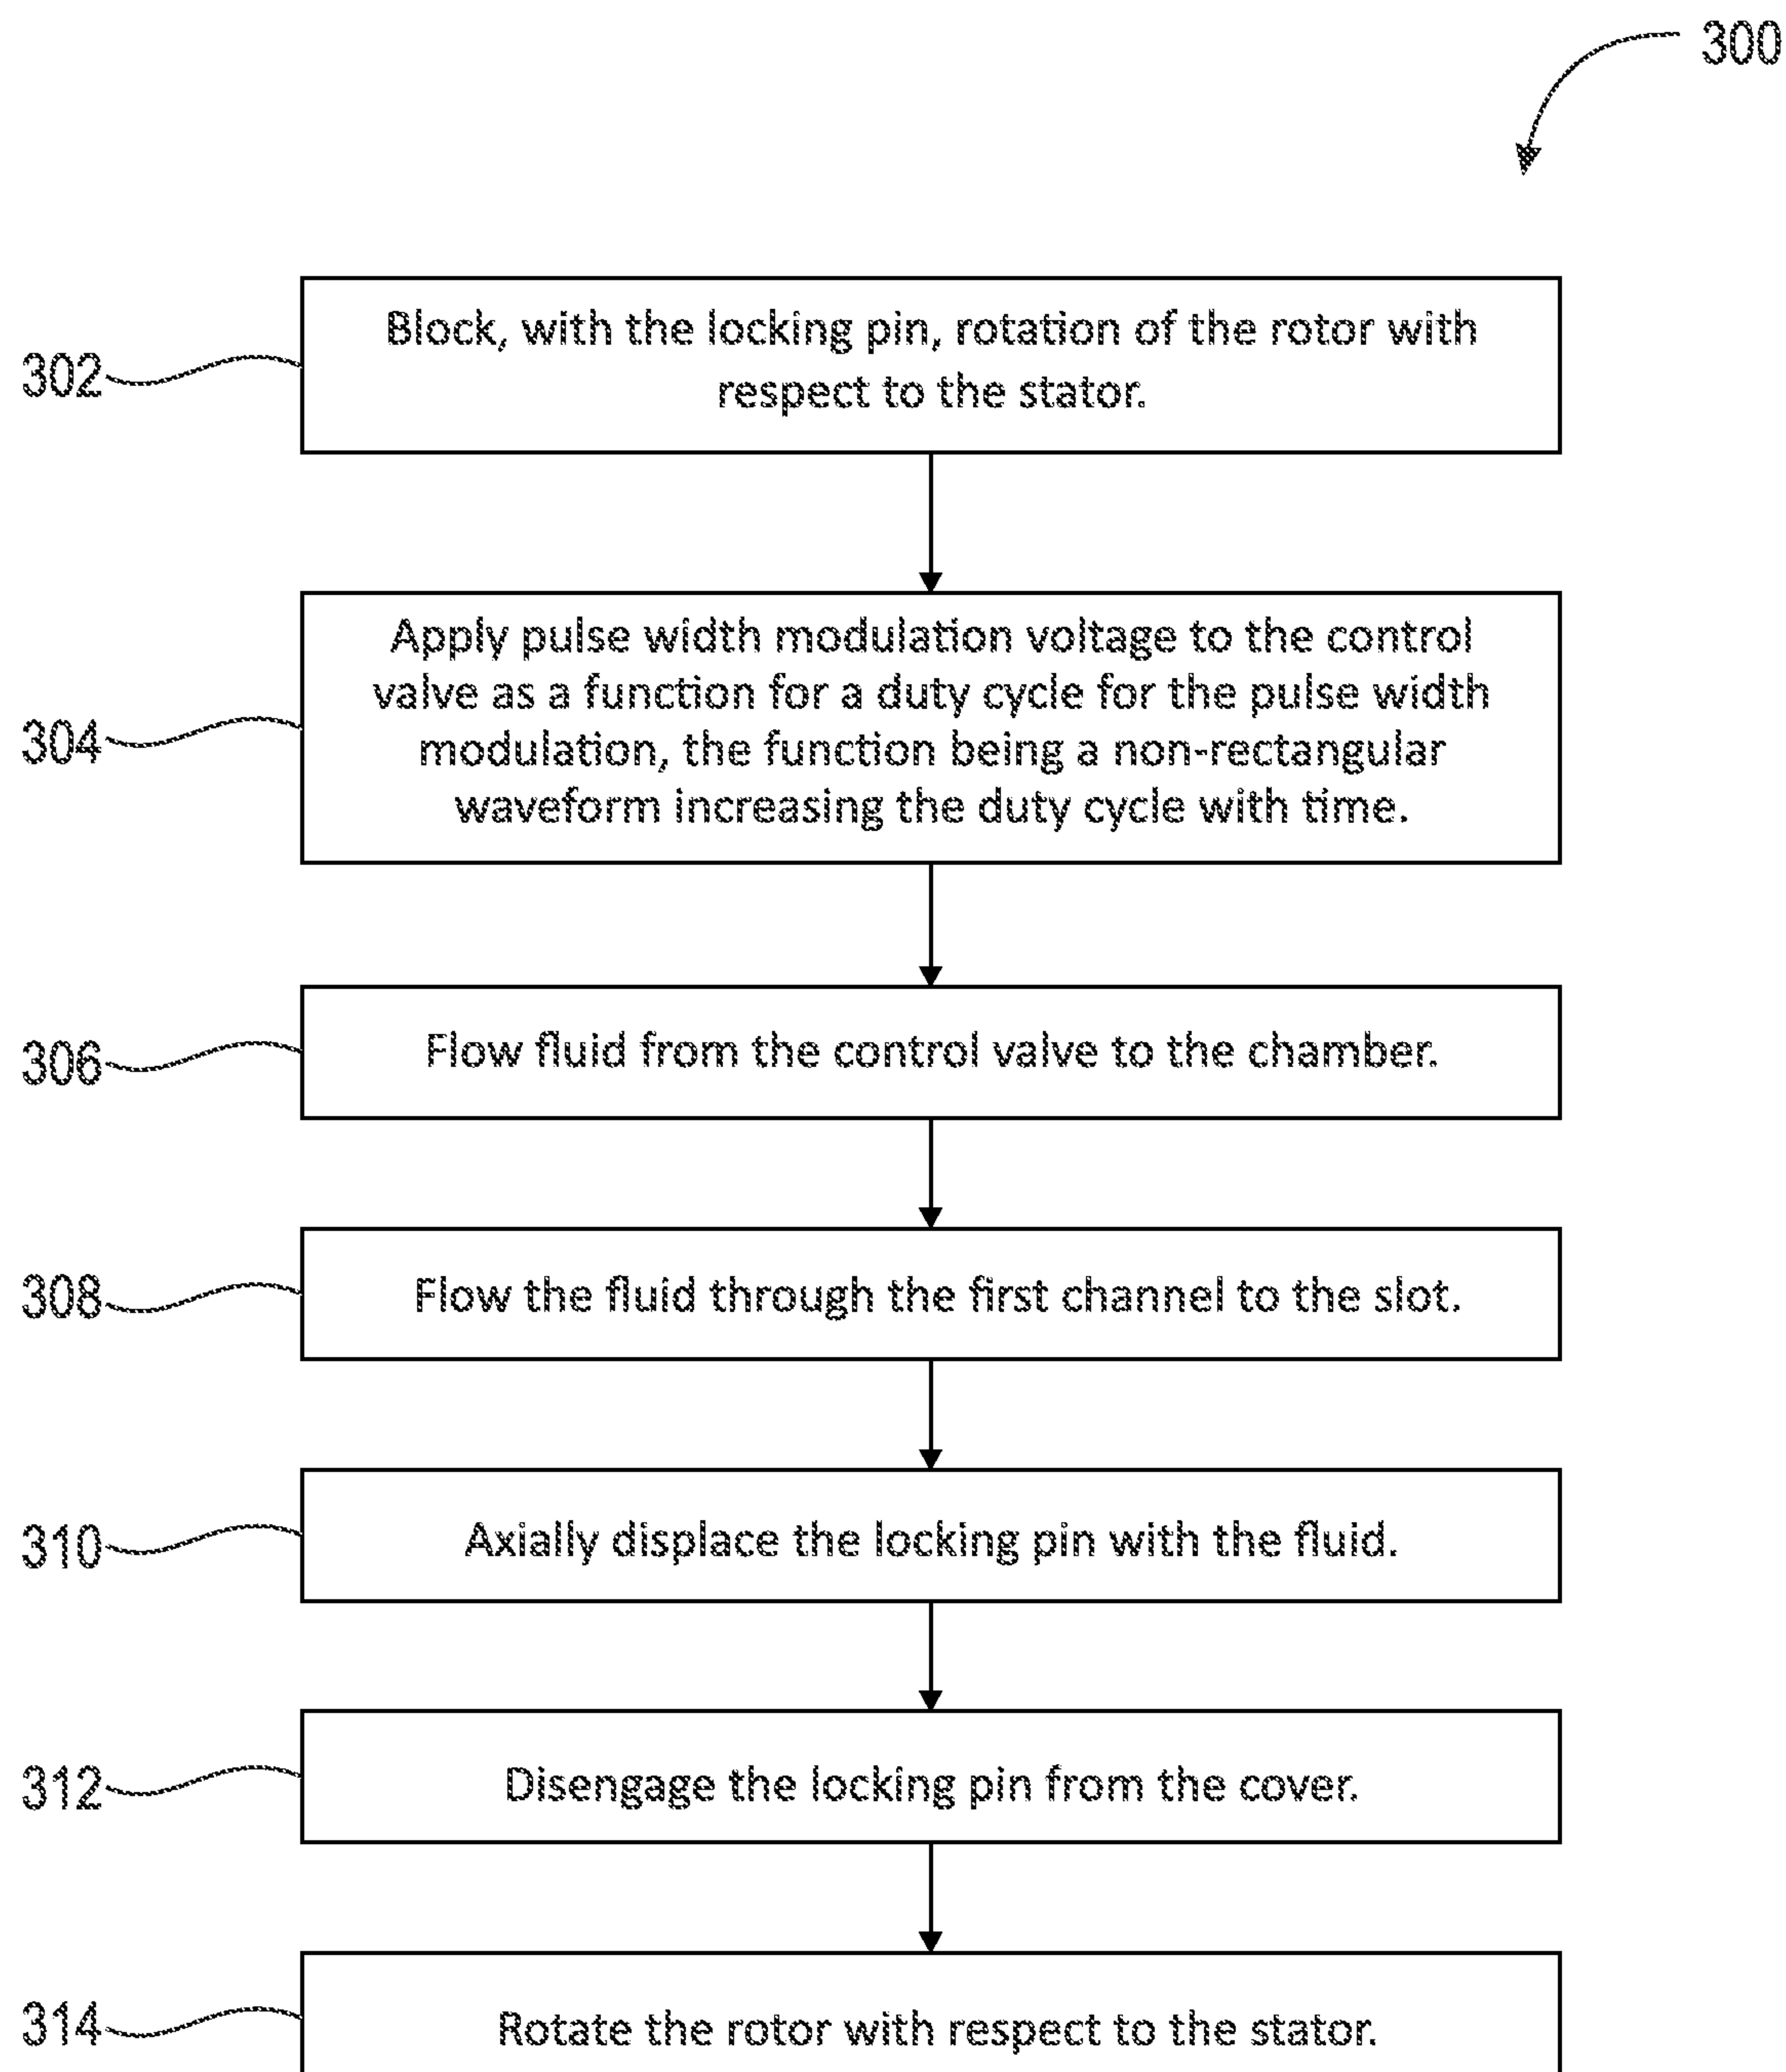 300
302
Block, with the locking pin, rotation of the rotor with
respect to the stator.
304
Apply pulse width modulation voltage to the control
valve as a function for a duty cycle for the pulse width
modulation, the function being a non-rectangular
waveform increasing the duty cycle with time.
306
Flow fluid from the control valve to the chamber.
308
Flow the fluid through the first channel to the slot.
310
Axially displace the locking pin with the fluid.
312
Disengage the locking pin from the cover.
314
Rotate the rotor with respect to the stator.